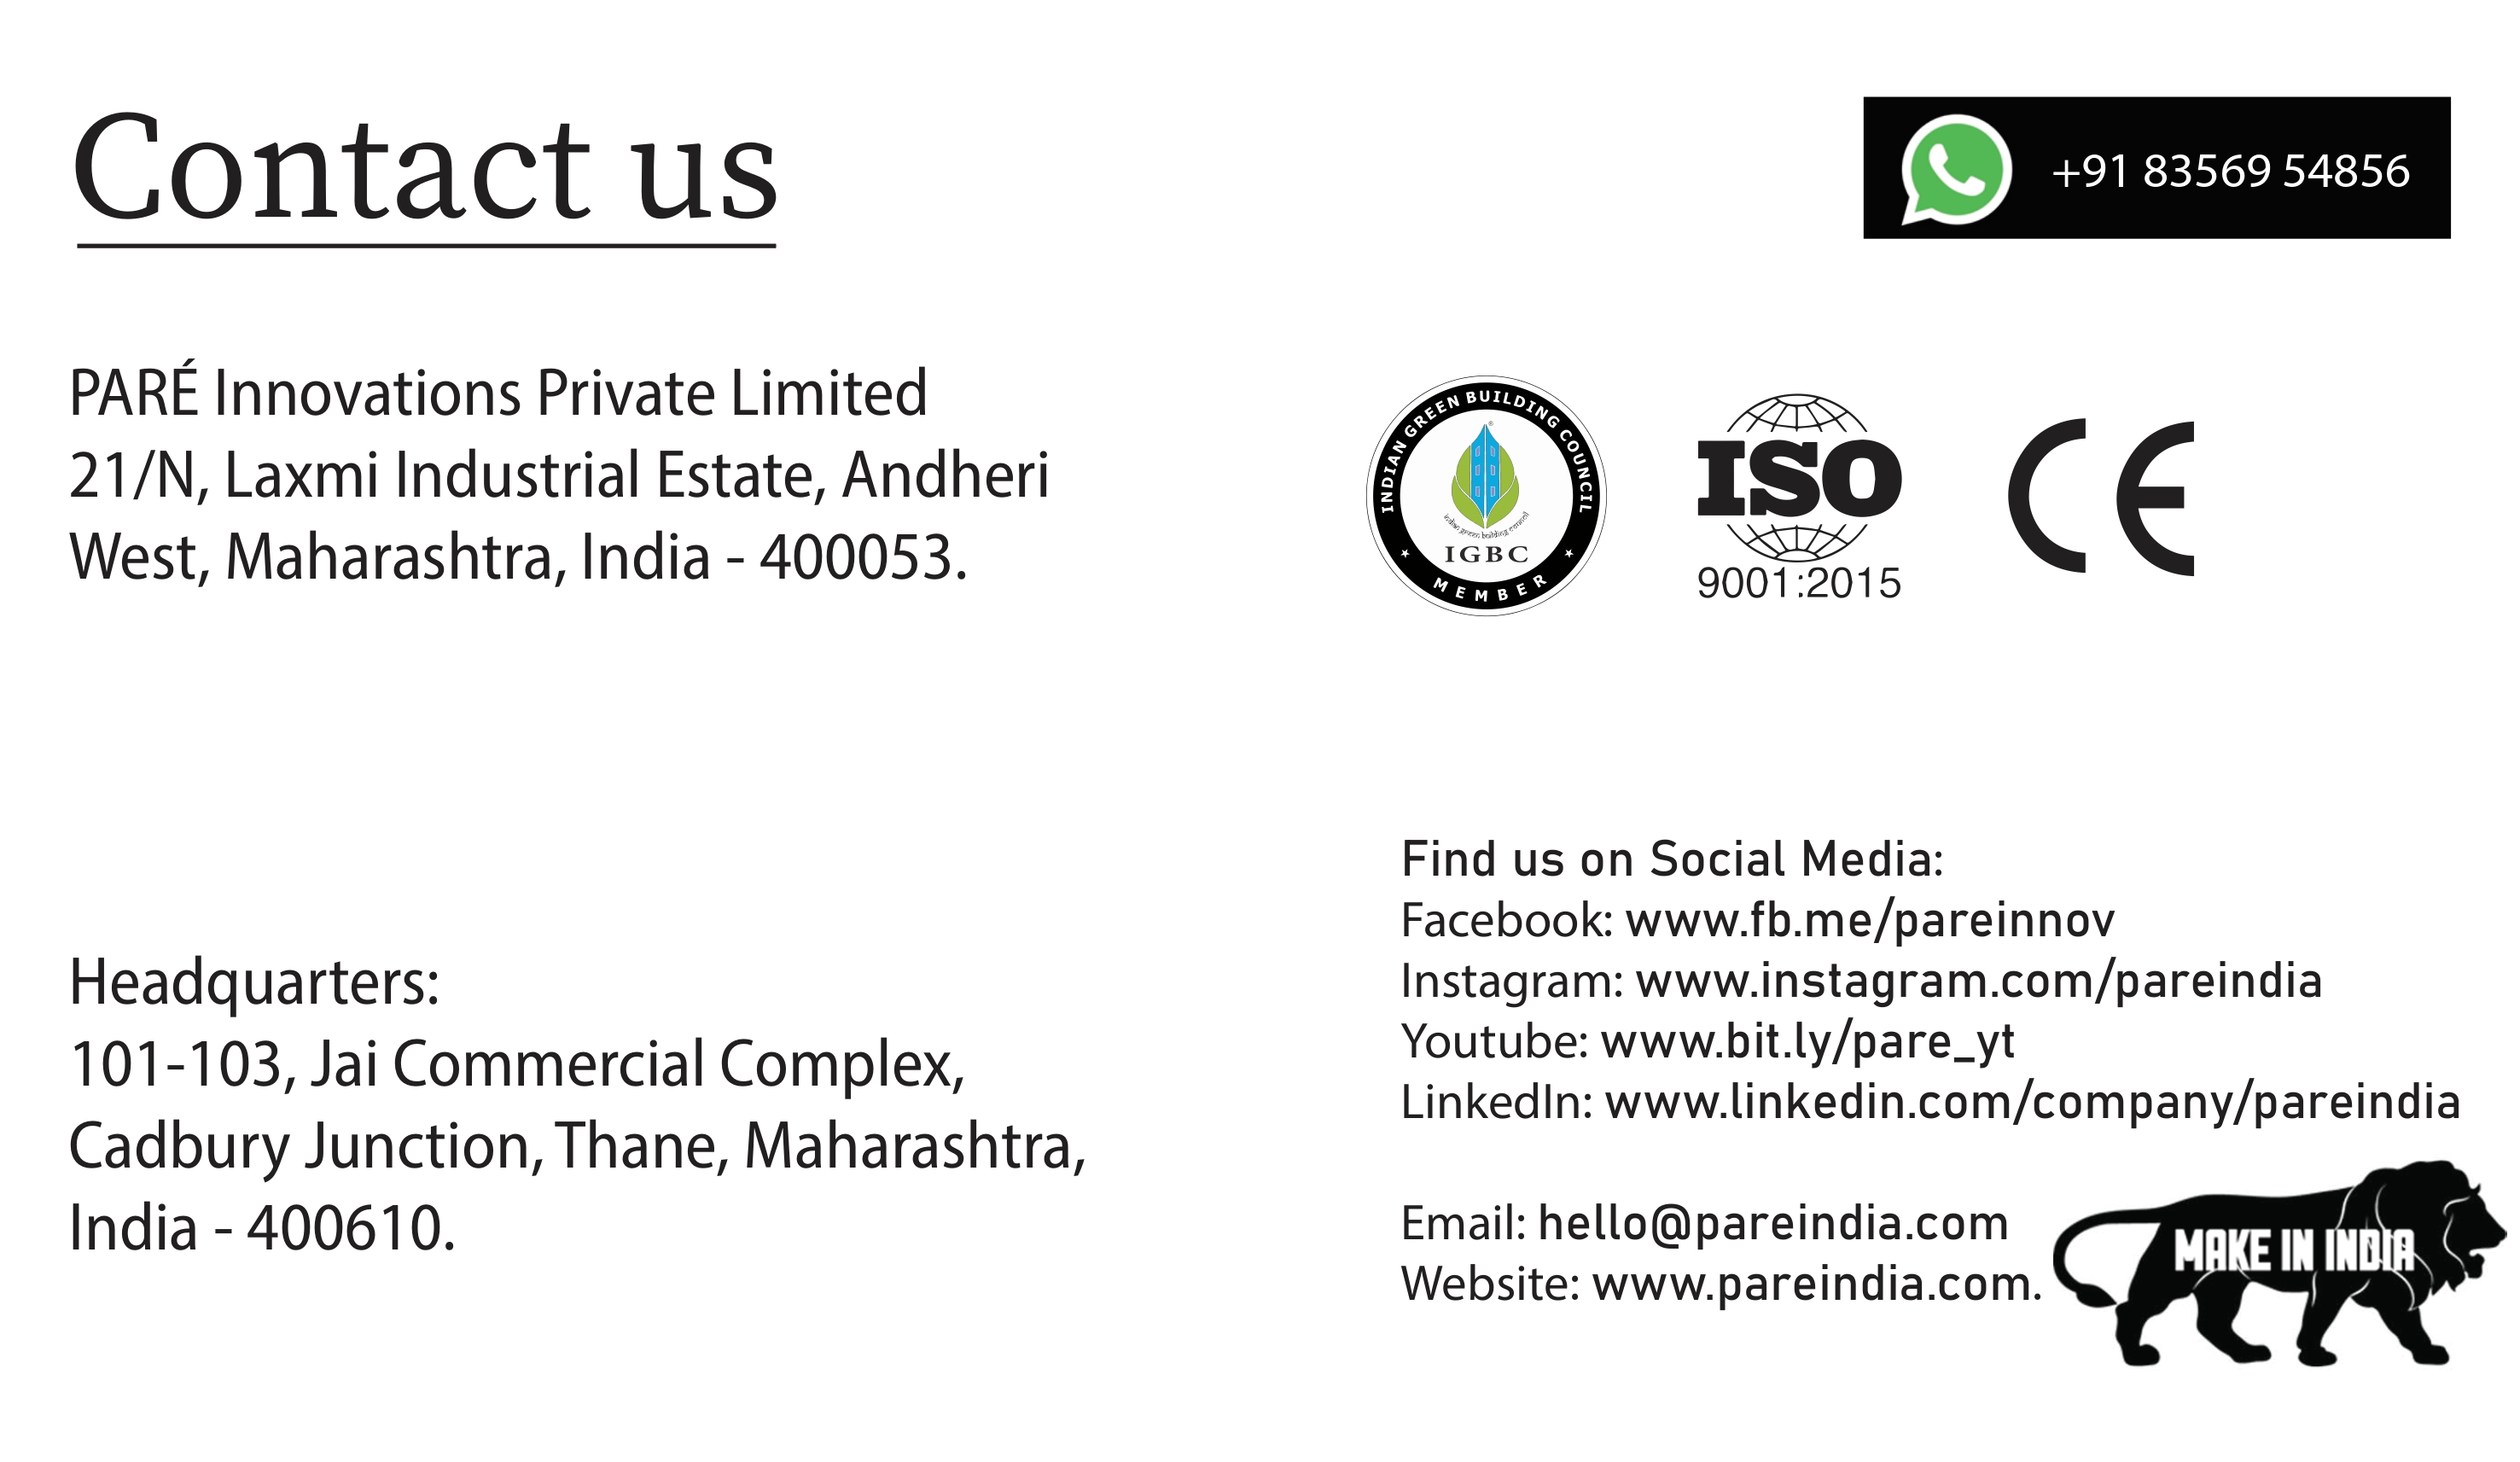 Contact us
+91 83569 54856
PARÉ Innovations Private Limited
21/N, Laxmi Industrial Estate, Andheri
West, Maharashtra, India - 400053.
INDIAN GREEN BUILDING COUNCIL
indian green building council
IGBC
MEMBER
ISO
9001:2015
CE
Headquarters:
101-103, Jai Commercial Complex,
Cadbury Junction, Thane, Maharashtra,
India - 400610.
Find us on Social Media:
Facebook: www.fb.me/pareinnov
Instagram: www.instagram.com/pareindia
Youtube: www.bit.ly/pare_yt
LinkedIn: www.linkedin.com/company/pareindia
Email: hello@pareindia.com
Website: www.pareindia.com.
MAKE IN INDIA